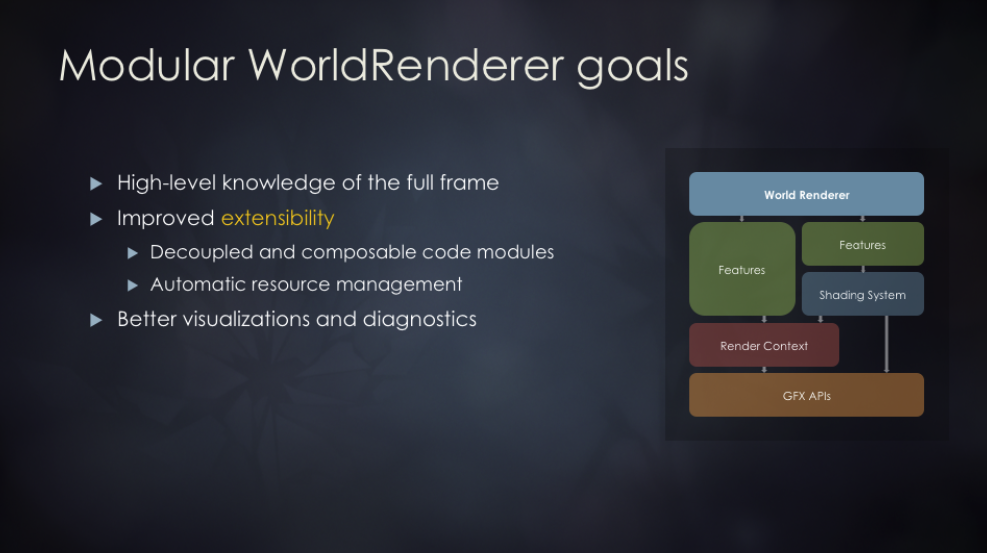 Modular WorldRenderer goals
High-level knowledge of the full frame
Improved extensibility
Decoupled and composable code modules
Automatic resource management
Better visualizations and diagnostics
World Renderer
Features
Features
Shading System
Render Context
GFX APIs